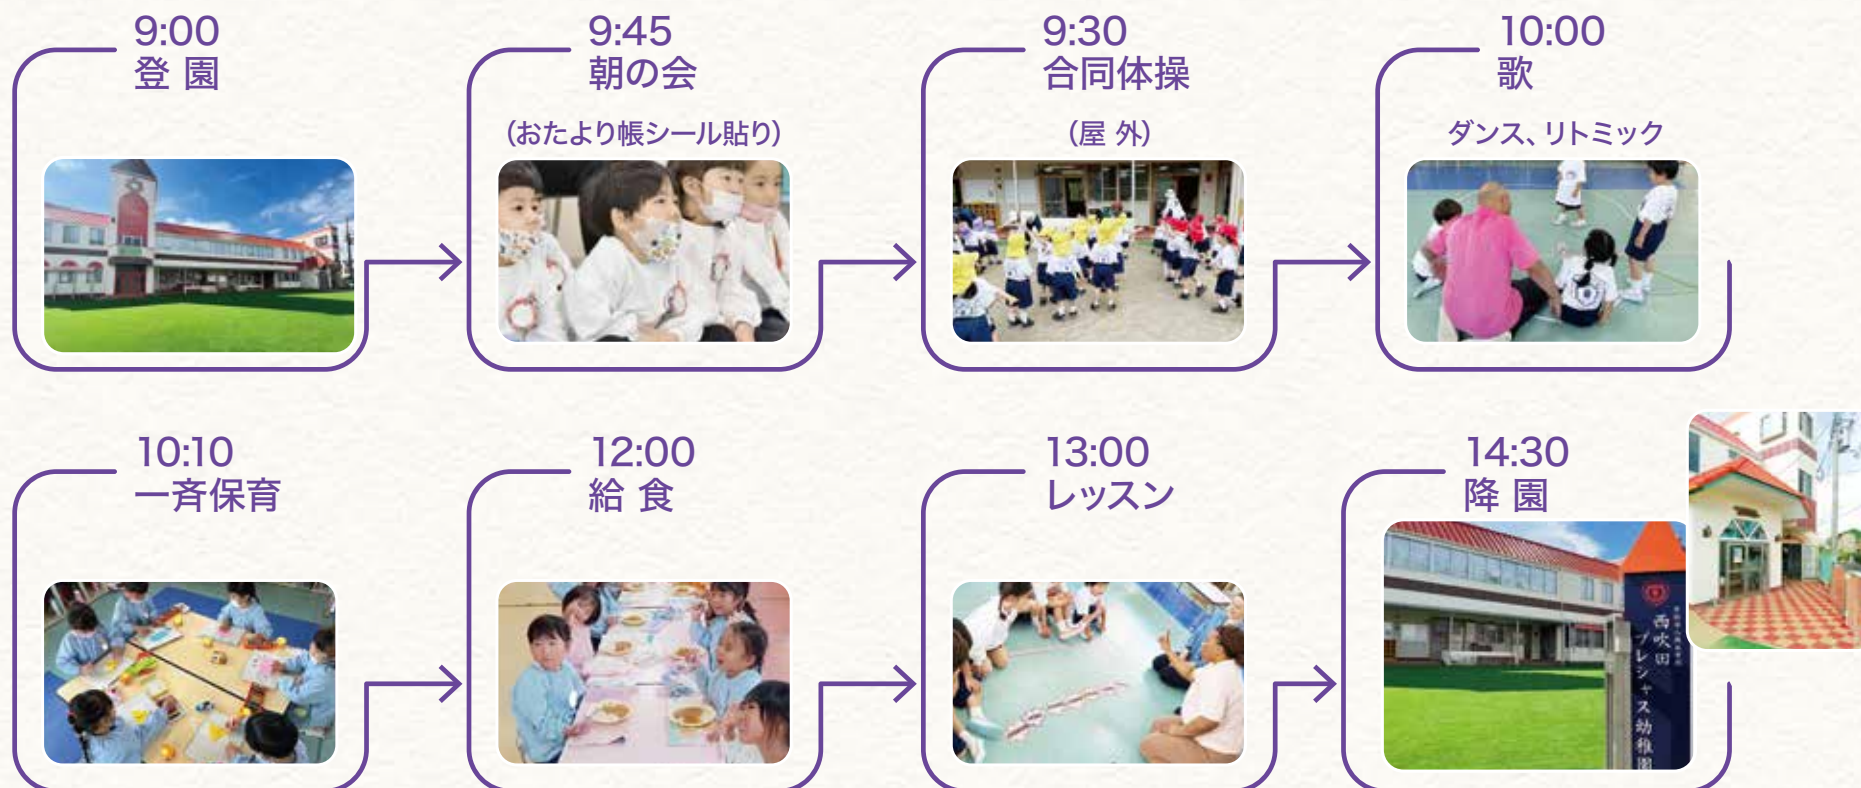 9:00
登 園
9:45
朝の会
（おたより帳シール貼り）
9:30
合同体操
（屋 外）
10:00
歌
ダンス、リトミック
10:10
一斉保育
12:00
給 食
13:00
レッスン
14:30
降 園
西吹田
プレシャス幼稚園